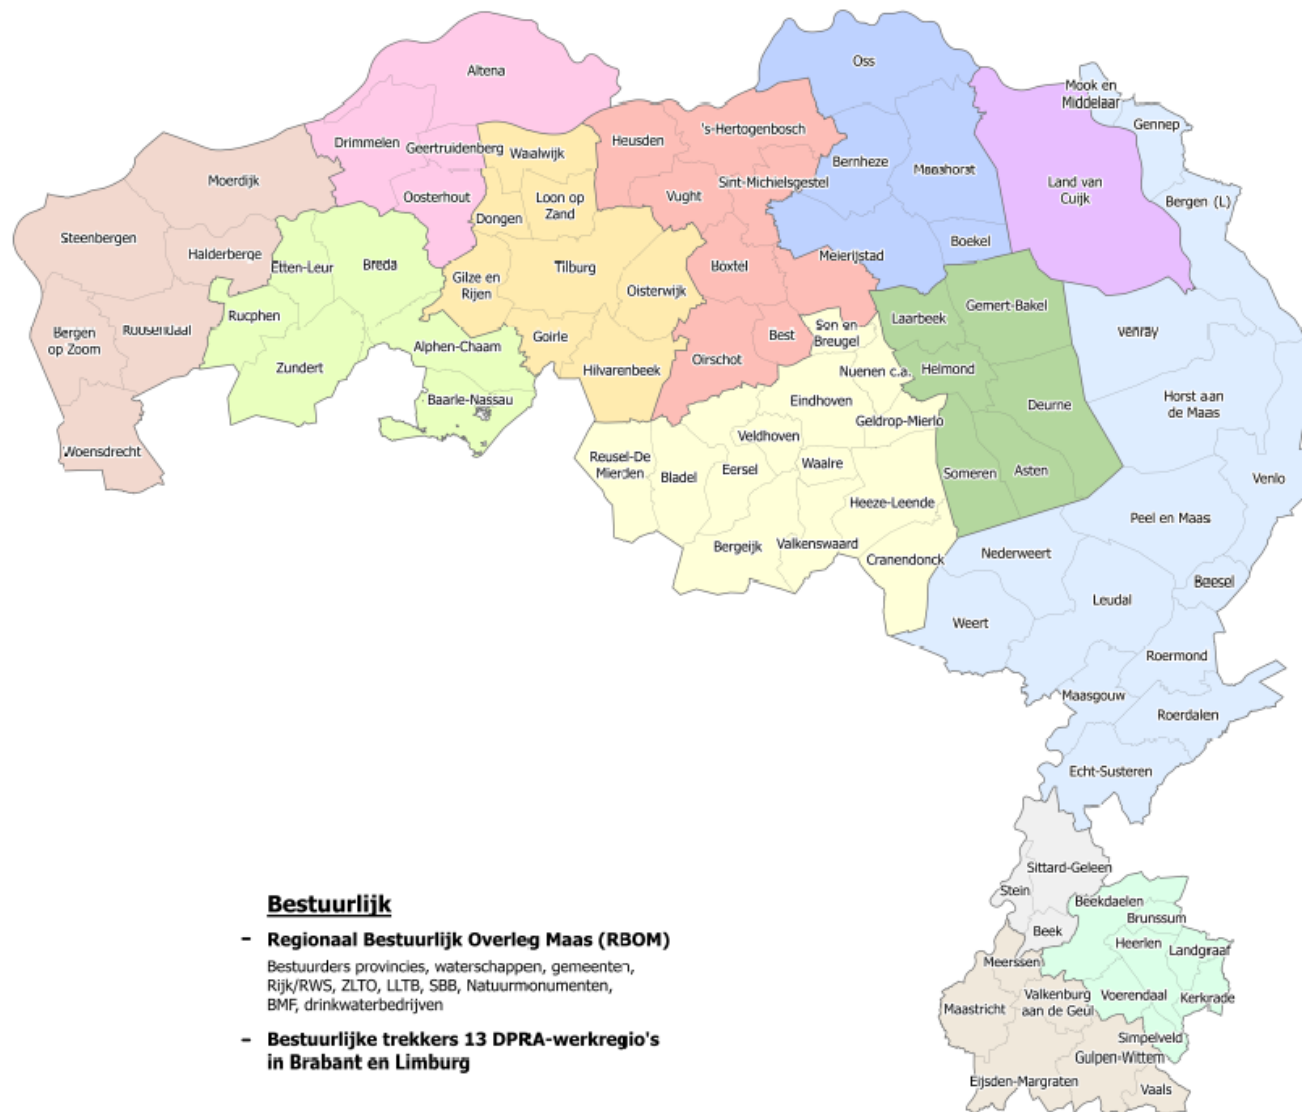 Altena
Oss
Mook en
Middelaar
Gennep
Drimmelen
Geertruidenberg
Waalwijk
Heusden
's-Hertogenbosch
Bernheze
Maashorst
Land van
Cuijk
Bergen (L)
Moerdijk
Oosterhout
Loon op
Zand
Dongen
Vught
Sint-Michielsgestel
Boekel
Steenbergen
Halderberge
Etten-Leur
Breda
Gilze en
Rijen
Tilburg
Oisterwijk
Boxtel
Meierijstad
Bergen
op Zoom
Roosendaal
Rucphen
Zundert
Alphen-Chaam
Goirle
Hilvarenbeek
Oirschot
Best
Son en
Breugel
Laarbeek
Gemert-Bakel
Venray
Nuenen c.a.
Helmond
Baarle-Nassau
Eindhoven
Geldrop-Mierlo
Deurne
Horst aan
de Maas
Woensdrecht
Reusel-De
Mierden
Bladel
Eersel
Veldhoven
Waalre
Someren
Asten
Venlo
Heeze-Leende
Peel en Maas
Bergeijk
Valkenswaard
Cranendonck
Nederweert
Beesel
Weert
Leudal
Roermond
Maasgouw
Roerdalen
Echt-Susteren
Sittard-Geleen
Stein
Beek
Beekdaelen
Brunssum
Heerlen
Landgraaf
Meerssen
Maastricht
Valkenburg
aan de Geul
Voerendaal
Kerkrade
Simpelveld
Gulpen-Wittem
Eijsden-Margraten
Vaals
Bestuurlijk
- Regionaal Bestuurlijk Overleg Maas (RBOM)
Bestuurders provincies, waterschappen, gemeenten,
Rijk/RWS, ZLTO, LLTB, SBB, Natuurmonumenten,
BMF, drinkwaterbedrijven
- Bestuurlijke trekkers 13 DPRA-werkregio's
in Brabant en Limburg